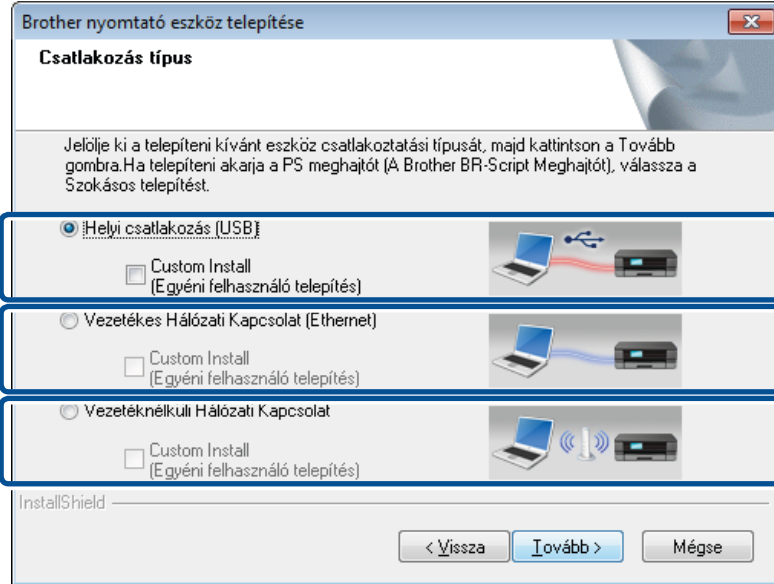 Brother nyomtató eszköz telepítése
Csatlakozás típus
Jelölje ki a telepíteni kívánt eszköz csatlakoztatási típusát, majd kattintson a Tovább
gombra.Ha telepíteni akarja a PS meghajtót (A Brother BR-Script Meghajtót), válassza a
Szokásos telepítést.
Helyi csatlakozás (USB)
Custom Install
(Egyéni felhasználó telepítés)
Vezetékes Hálózati Kapcsolat (Ethernet)
Custom Install
(Egyéni felhasználó telepítés)
Vezetéknélkuli Hálózati Kapcsolat
Custom Install
(Egyéni felhasználó telepítés)
InstallShield
< Vissza
Tovább >
Mégse